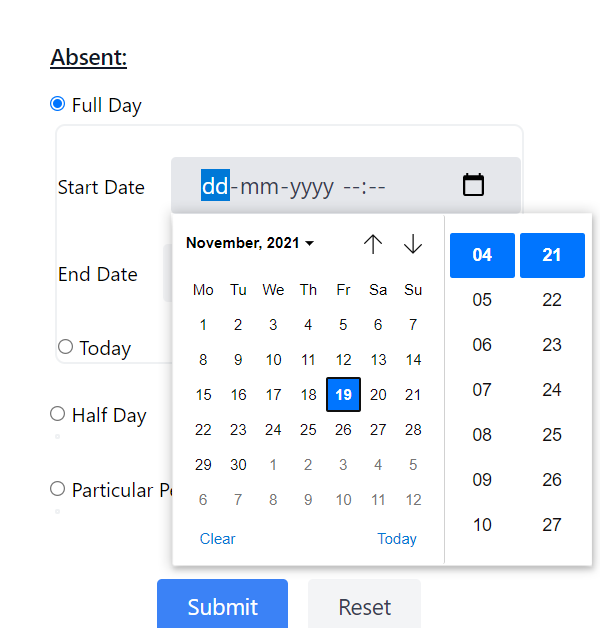 Absent:
Full Day
Start Date dd-mm-yyyy --:--
End Date
Today
Half Day
Particular
November, 2021
Mo Tu We Th Fr Sa Su
1 2 3 4 5 6 7
8 9 10 11 12 13 14
15 16 17 18 19 20 21
22 23 24 25 26 27 28
29 30 1 2 3 4 5
6 7 8 9 10 11 12
Clear Today
04 21
05 22
06 23
07 24
08 25
09 26
10 27
Submit Reset